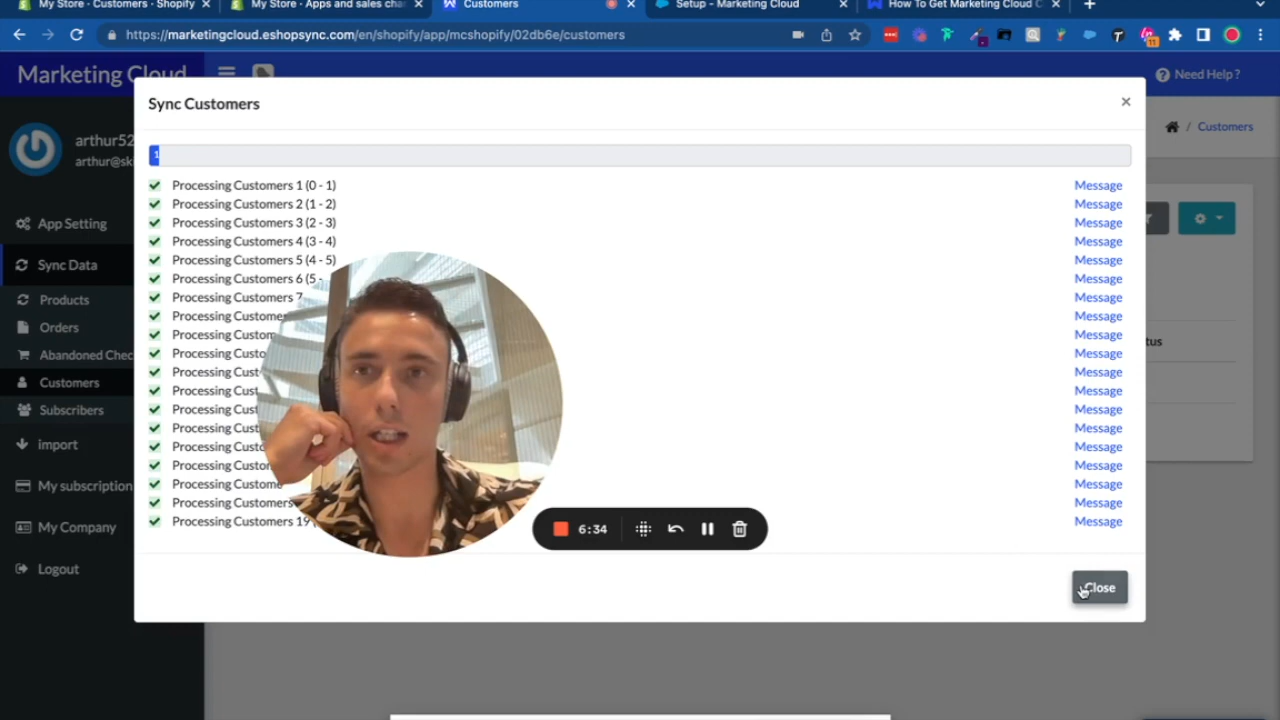 My Store - Customers - Shopify
My Store - Apps and sales cha
Customers
Setup - Marketing Cloud
How To Get Marketing Cloud C
https://marketingcloud.eshopsync.com/en/shopify/app/mcshopify/02db6e/customers
11
Marketing Cloud
Need Help ?
Sync Customers
×
arthur52
arthur@sk
/ Customers
1
Processing Customers 1 (0 - 1) Message
Processing Customers 2 (1 - 2) Message
Processing Customers 3 (2 - 3) Message
Processing Customers 4 (3 - 4) Message
Processing Customers 5 (4 - 5) Message
Processing Customers 6 (5 - Message
Processing Customers 7 Message
Processing Customer Message
Processing Custom Message
Processing Custo Message
Processing Cust Message
Processing Cust Message
Processing Cust Message
Processing Cust Message
Processing Custo Message
Processing Custom Message
Processing Custome Message
Processing Customers Message
Processing Customers 19 Message
App Setting
Sync Data
Products
Orders
Abandoned Chec
Customers
Subscribers
import
My subscription
My Company
Logout
tus
6:34
Close